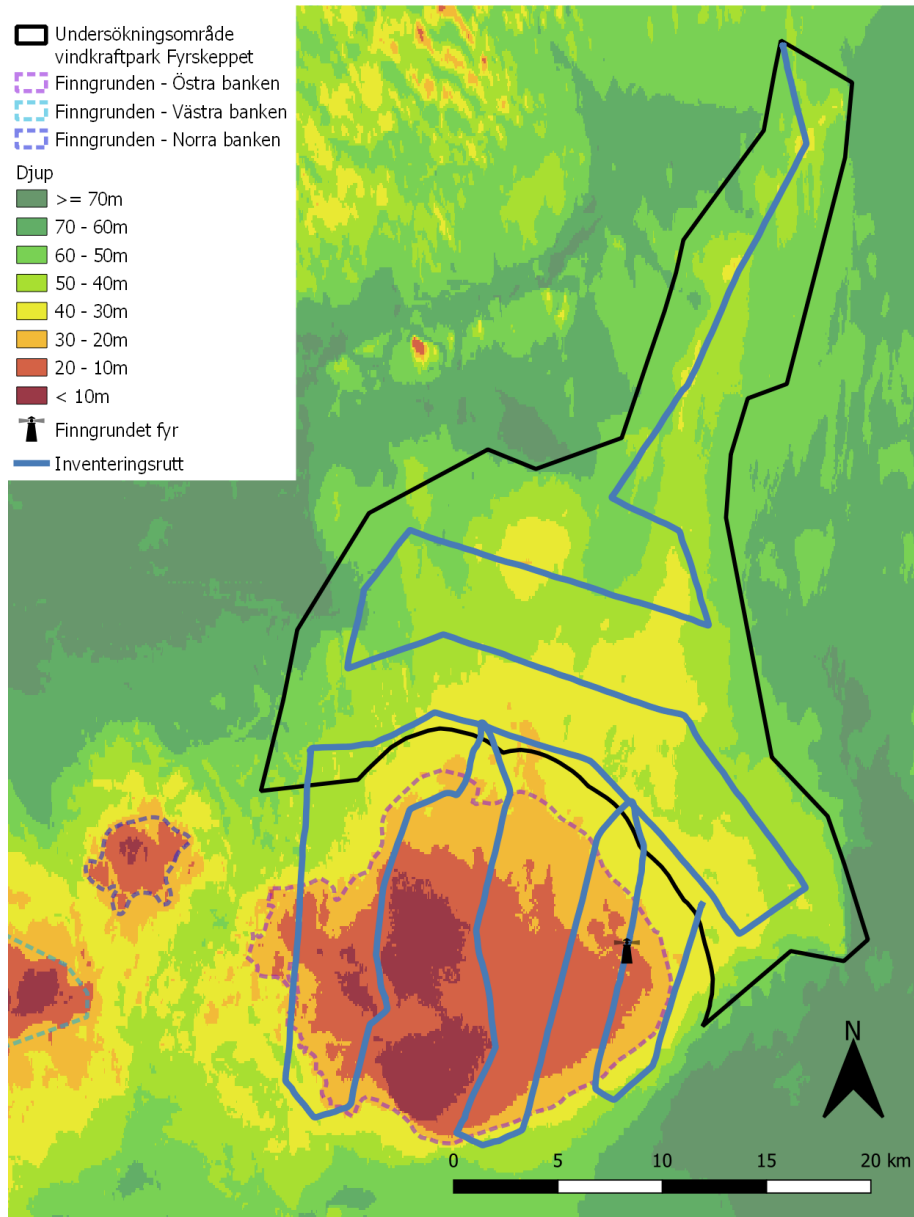 Undersökningsområde
vindkraftpark Fyrskeppet
Finngrunden - Östra banken
Finngrunden - Västra banken
Finngrunden - Norra banken
Djup
>= 70m
70 - 60m
60 - 50m
50 - 40m
40 - 30m
30 - 20m
20 - 10m
< 10m
Finngrundet fyr
Inventeringsrutt
N
0 5 10 15 20 km